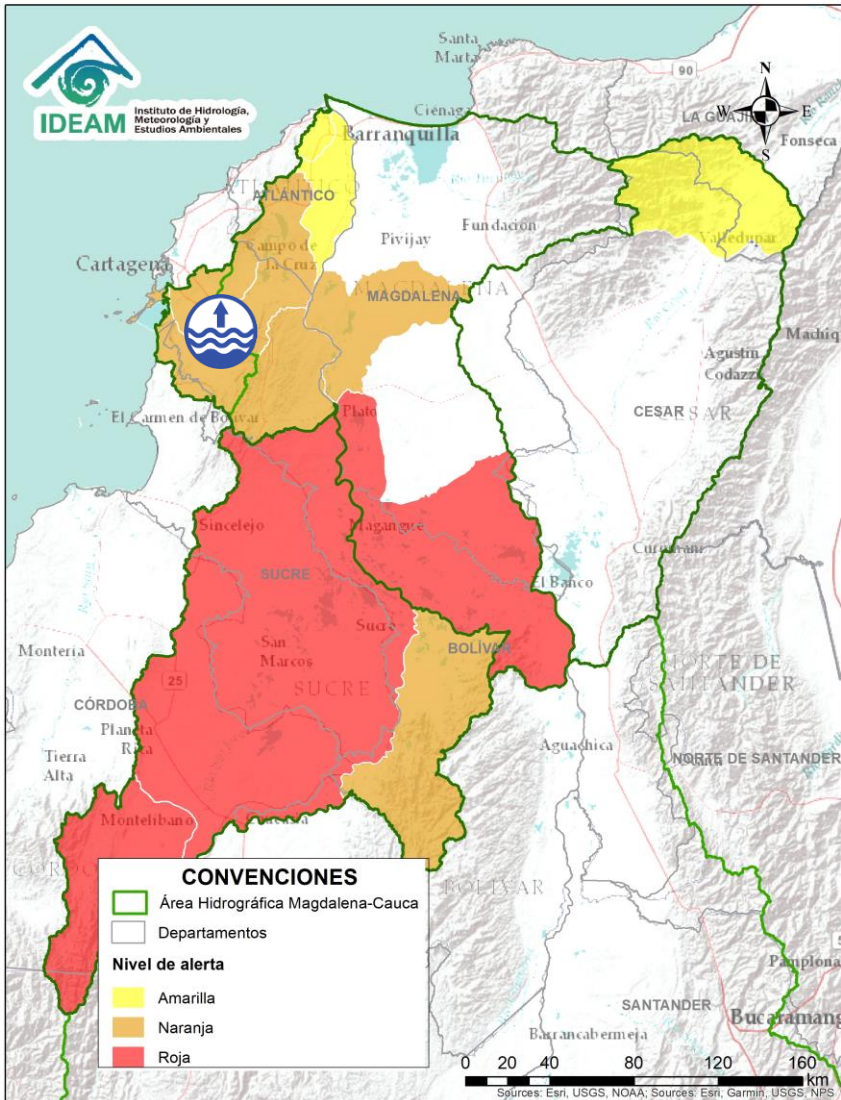 IDEAM
Instituto de Hidrología,
Meteorología y
Estudios Ambientales
Santa
Marta
90
N
W
E
S
LA GUAJIRA
Fonseca
Ciénaga
Barranquilla
ATLÁNTICO
Fundación
Pivijay
Valledupar
Campo de
la Cruz
Cartagena
MAGDALENA
Machiq
Agustín
Codazzi
CESAR
CESAR
El Carmen de Bolívar
Plato
Sincelejo
Magangue
Curumaní
SUCRE
El Banco
Sucre
Montería
San
Marcos
BOLÍVAR
NORTE DE
SANTANDER
25
SUCRE
CÓRDOBA
Planeta
Rica
Tierra
Alta
Aguachica
NORTE DE SANTANDER
Montelíbano
Caucasia
BOLÍVAR
CONVENCIONES
Área Hidrográfica Magdalena-Cauca
Departamentos
Nivel de alerta
Amarilla
Naranja
Roja
Pamplona
SANTANDER
Bucaramang
Barrancabermeja
0 20 40 80 120 160
km
Sources: Esri, USGS, NOAA; Sources: Esri, Garmin, USGS, NPS